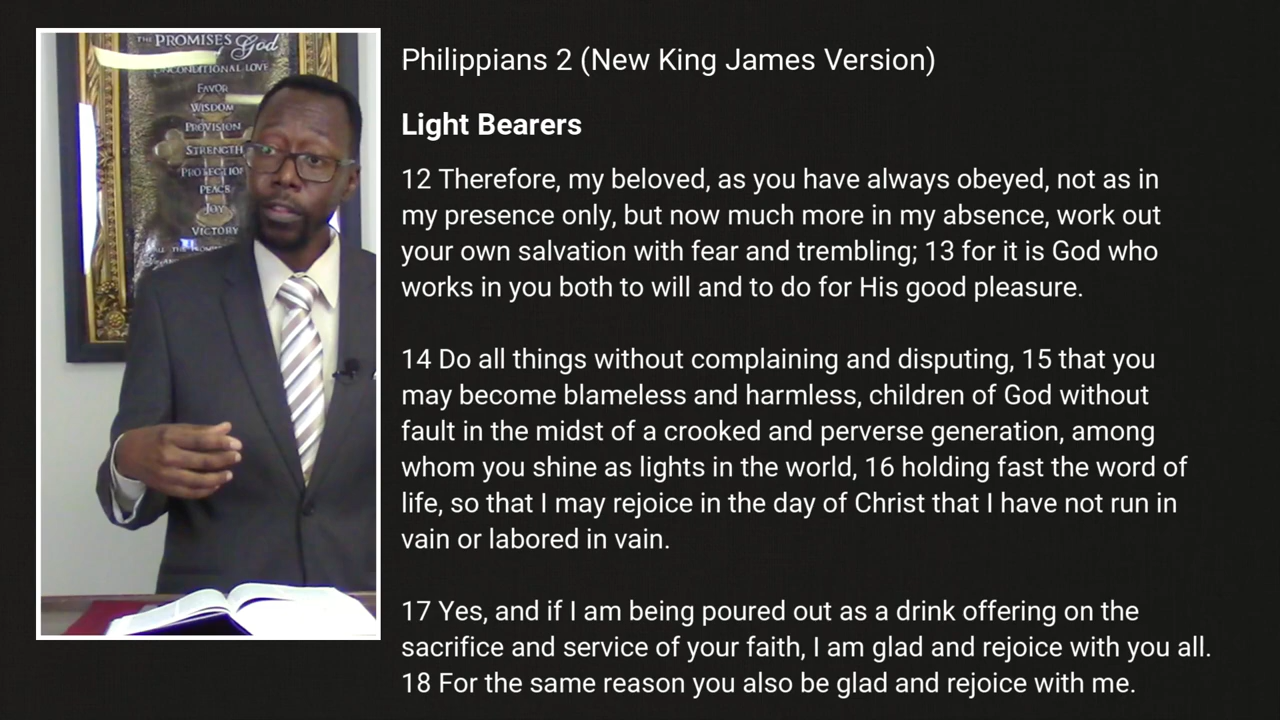 THE PROMISES
of God
UNCONDITIONAL LOVE
FAVOR
WISDOM
PROVISION
STRENGTH
PROTECTION
PEACE
JOY
VICTORY
Philippians 2 (New King James Version)
Light Bearers
12 Therefore, my beloved, as you have always obeyed, not as in
my presence only, but now much more in my absence, work out
your own salvation with fear and trembling; 13 for it is God who
works in you both to will and to do for His good pleasure.
14 Do all things without complaining and disputing, 15 that you
may become blameless and harmless, children of God without
fault in the midst of a crooked and perverse generation, among
whom you shine as lights in the world, 16 holding fast the word of
life, so that I may rejoice in the day of Christ that I have not run in
vain or labored in vain.
17 Yes, and if I am being poured out as a drink offering on the
sacrifice and service of your faith, I am glad and rejoice with you all.
18 For the same reason you also be glad and rejoice with me.